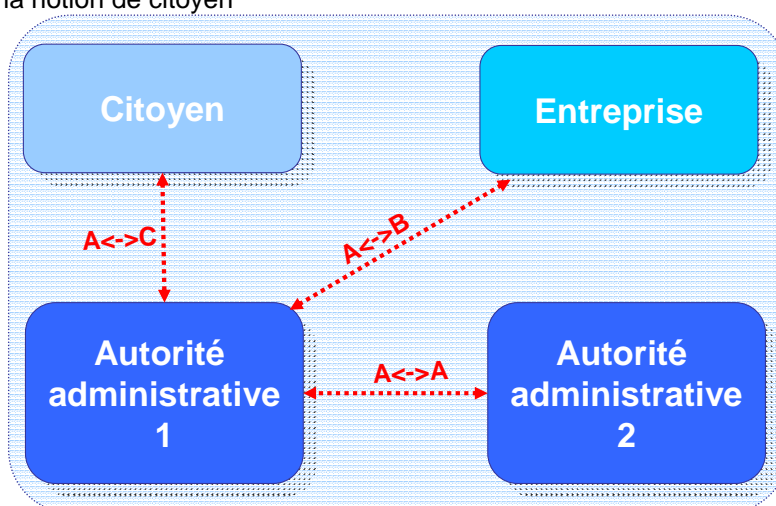 la notion de citoyen
Citoyen
Entreprise
A<->C
A<->B
Autorité
administrative
1
A<->A
Autorité
administrative
2